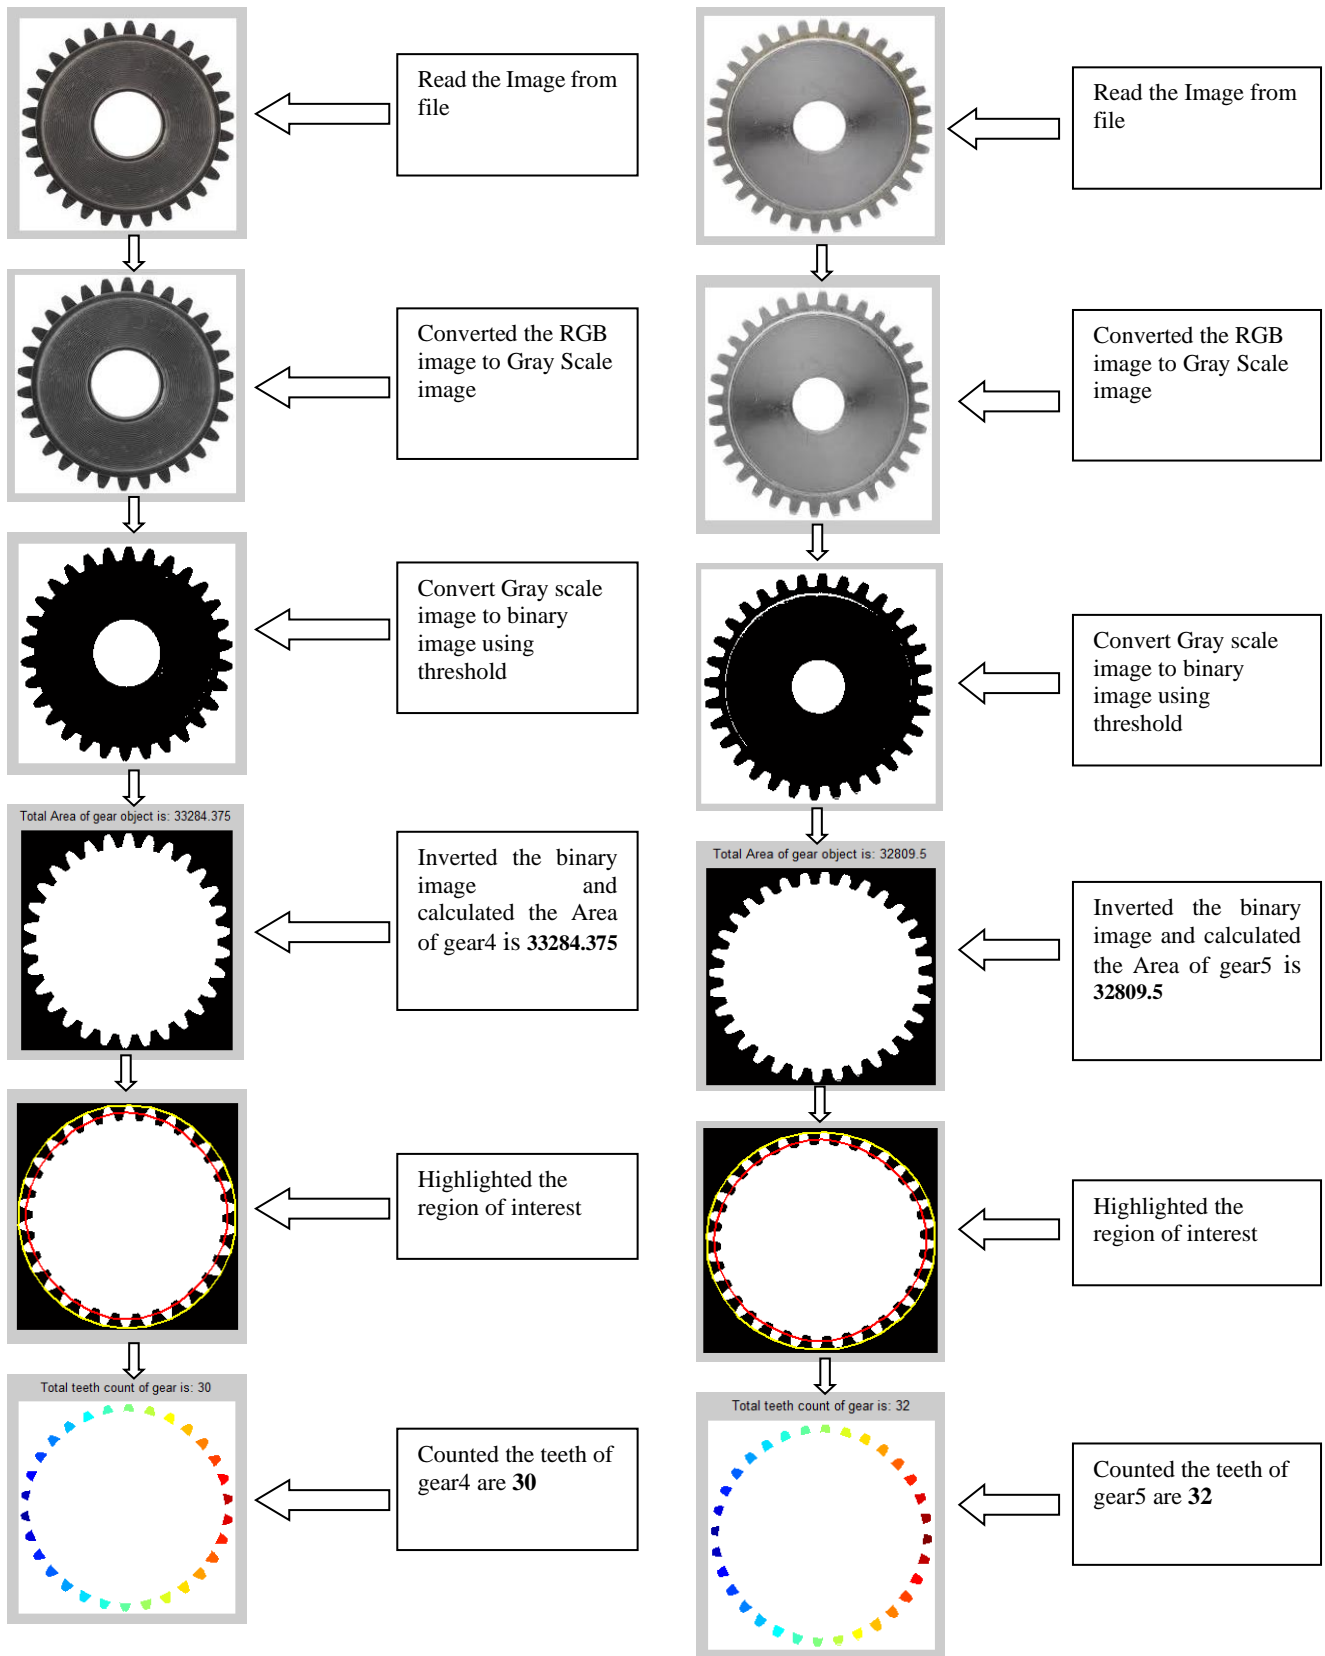 Read the Image from
file
Converted the RGB
image to Gray Scale
image
Convert Gray scale
image to binary
image using
threshold
Total Area of gear object is: 33284.375
Inverted the binary
image and
calculated the Area
of gear4 is 33284.375
Highlighted the
region of interest
Total teeth count of gear is: 30
Counted the teeth of
gear4 are 30
Read the Image from
file
Converted the RGB
image to Gray Scale
image
Convert Gray scale
image to binary
image using
threshold
Total Area of gear object is: 32809.5
Inverted the binary
image and calculated
the Area of gear5 is
32809.5
Highlighted the
region of interest
Total teeth count of gear is: 32
Counted the teeth of
gear5 are 32